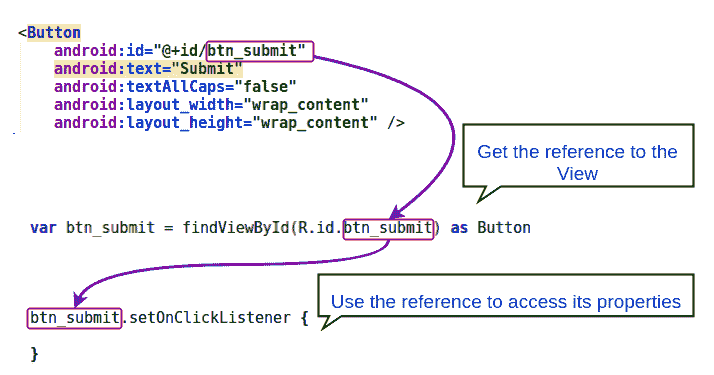 <Button
android:id="@+id/btn_submit"
android:text="Submit"
android:textAllCaps="false"
android:layout_width="wrap_content"
android:layout_height="wrap_content" />
Get the reference to the
View
var btn_submit = findViewById(R.id.btn_submit) as Button
Use the reference to access its properties
btn_submit.setOnClickListener {
}